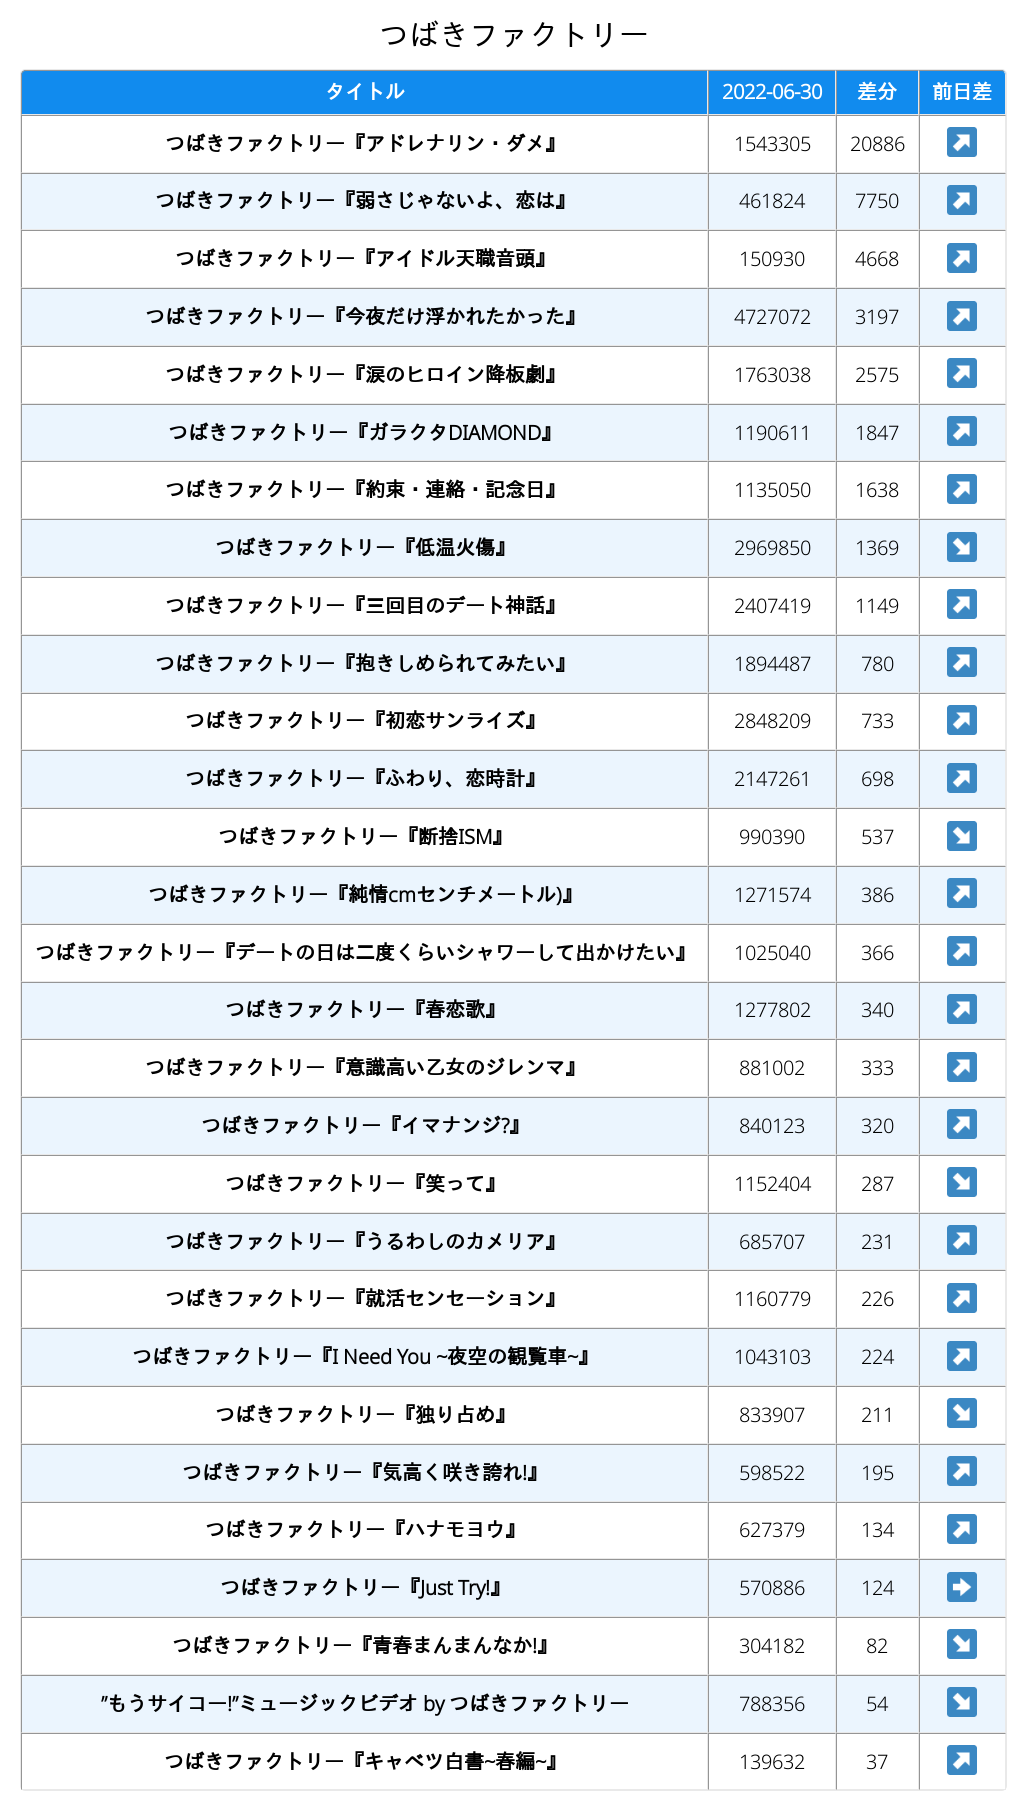 つばきファクトリー
タイトル 2022-06-30 差分 前日差
つばきファクトリー『アドレナリン・ダメ』 1543305 20886
つばきファクトリー『弱さじゃないよ、恋は』 461824 7750
つばきファクトリー『アイドル天職音頭』 150930 4668
つばきファクトリー『今夜だけ浮かれたかった』 4727072 3197
つばきファクトリー『涙のヒロイン降板劇』 1763038 2575
つばきファクトリー『ガラクタDIAMOND』 1190611 1847
つばきファクトリー『約束・連絡・記念日』 1135050 1638
つばきファクトリー『低温火傷』 2969850 1369
つばきファクトリー『三回目のデート神話』 2407419 1149
つばきファクトリー『抱きしめられてみたい』 1894487 780
つばきファクトリー『初恋サンライズ』 2848209 733
つばきファクトリー『ふわり、恋時計』 2147261 698
つばきファクトリー『断捨ISM』 990390 537
つばきファクトリー『純情cmセンチメートル)』 1271574 386
つばきファクトリー『デートの日は二度くらいシャワーして出かけたい』 1025040 366
つばきファクトリー『春恋歌』 1277802 340
つばきファクトリー『意識高い乙女のジレンマ』 881002 333
つばきファクトリー『イマナンジ?』 840123 320
つばきファクトリー『笑って』 1152404 287
つばきファクトリー『うるわしのカメリア』 685707 231
つばきファクトリー『就活センセーション』 1160779 226
つばきファクトリー『I Need You ~夜空の観覧車~』 1043103 224
つばきファクトリー『独り占め』 833907 211
つばきファクトリー『気高く咲き誇れ!』 598522 195
つばきファクトリー『ハナモヨウ』 627379 134
つばきファクトリー『Just Try!』 570886 124
つばきファクトリー『青春まんまんなか!』 304182 82
”もうサイコー!”ミュージックビデオ by つばきファクトリー 788356 54
つばきファクトリー『キャベツ白書~春編~』 139632 37